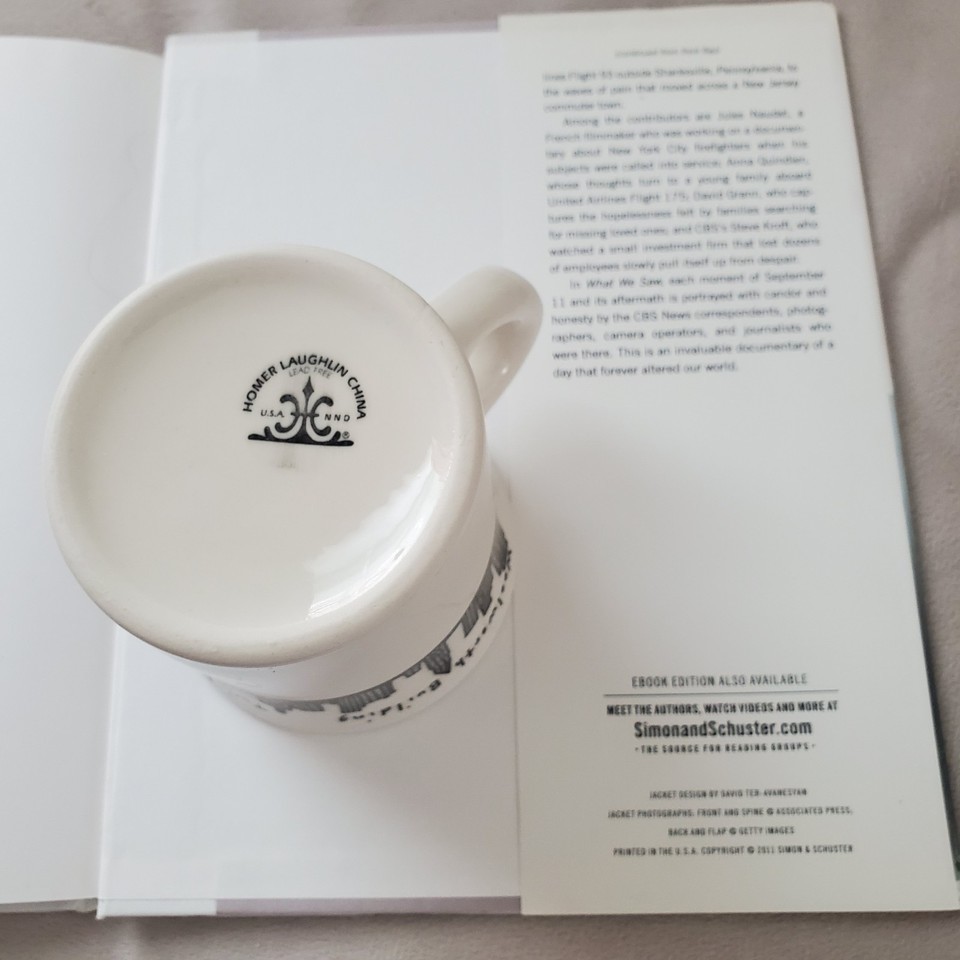 HOMER LAUGHLIN CHINA
LEAD FREE
U.S.A. NND
®
(continued from front flap)
lines Flight 93 outside Shanksville, Pennsylvania, to
the waves of pain that moved across a New Jersey
commuter town.
Among the contributors are Jules Naudet, a
French filmmaker who was working on a documen-
tary about New York City firefighters when his
subjects were called into service; Anna Quindlen,
whose thoughts turn to a young family aboard
United Airlines Flight 175; David Grann, who cap-
tures the hopelessness felt by families searching
for missing loved ones; and CBS's Steve Kroft, who
watched a small investment firm that lost dozens
of employees slowly pull itself up from despair.
In What We Saw, each moment of September
11 and its aftermath is portrayed with candor and
honesty by the CBS News correspondents, photog-
raphers, camera operators, and journalists who
were there. This is an invaluable documentary of a
day that forever altered our world.
EBOOK EDITION ALSO AVAILABLE
MEET THE AUTHORS, WATCH VIDEOS AND MORE AT
SimonandSchuster.com
• THE SOURCE FOR READING GROUPS •
JACKET DESIGN BY DAVID TER-AVANESYAN
JACKET PHOTOGRAPHS: FRONT AND SPINE @ ASSOCIATED PRESS;
BACK AND FLAP @ GETTY IMAGES
PRINTED IN THE U.S.A. COPYRIGHT @ 2011 SIMON & SCHUSTER